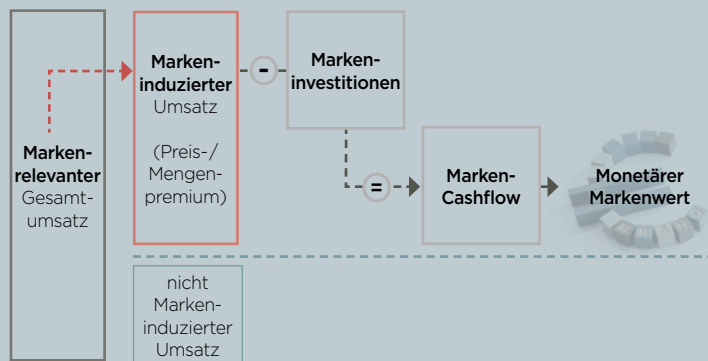 Marken-
relevanter
Gesamt-
umsatz
Marken-
induzierter
Umsatz
(Preis-/
Mengen-
premium)
-
Marken-
investitionen
=
Marken-
Cashflow
Monetärer
Markenwert
BRAND
nicht
Marken-
induzierter
Umsatz